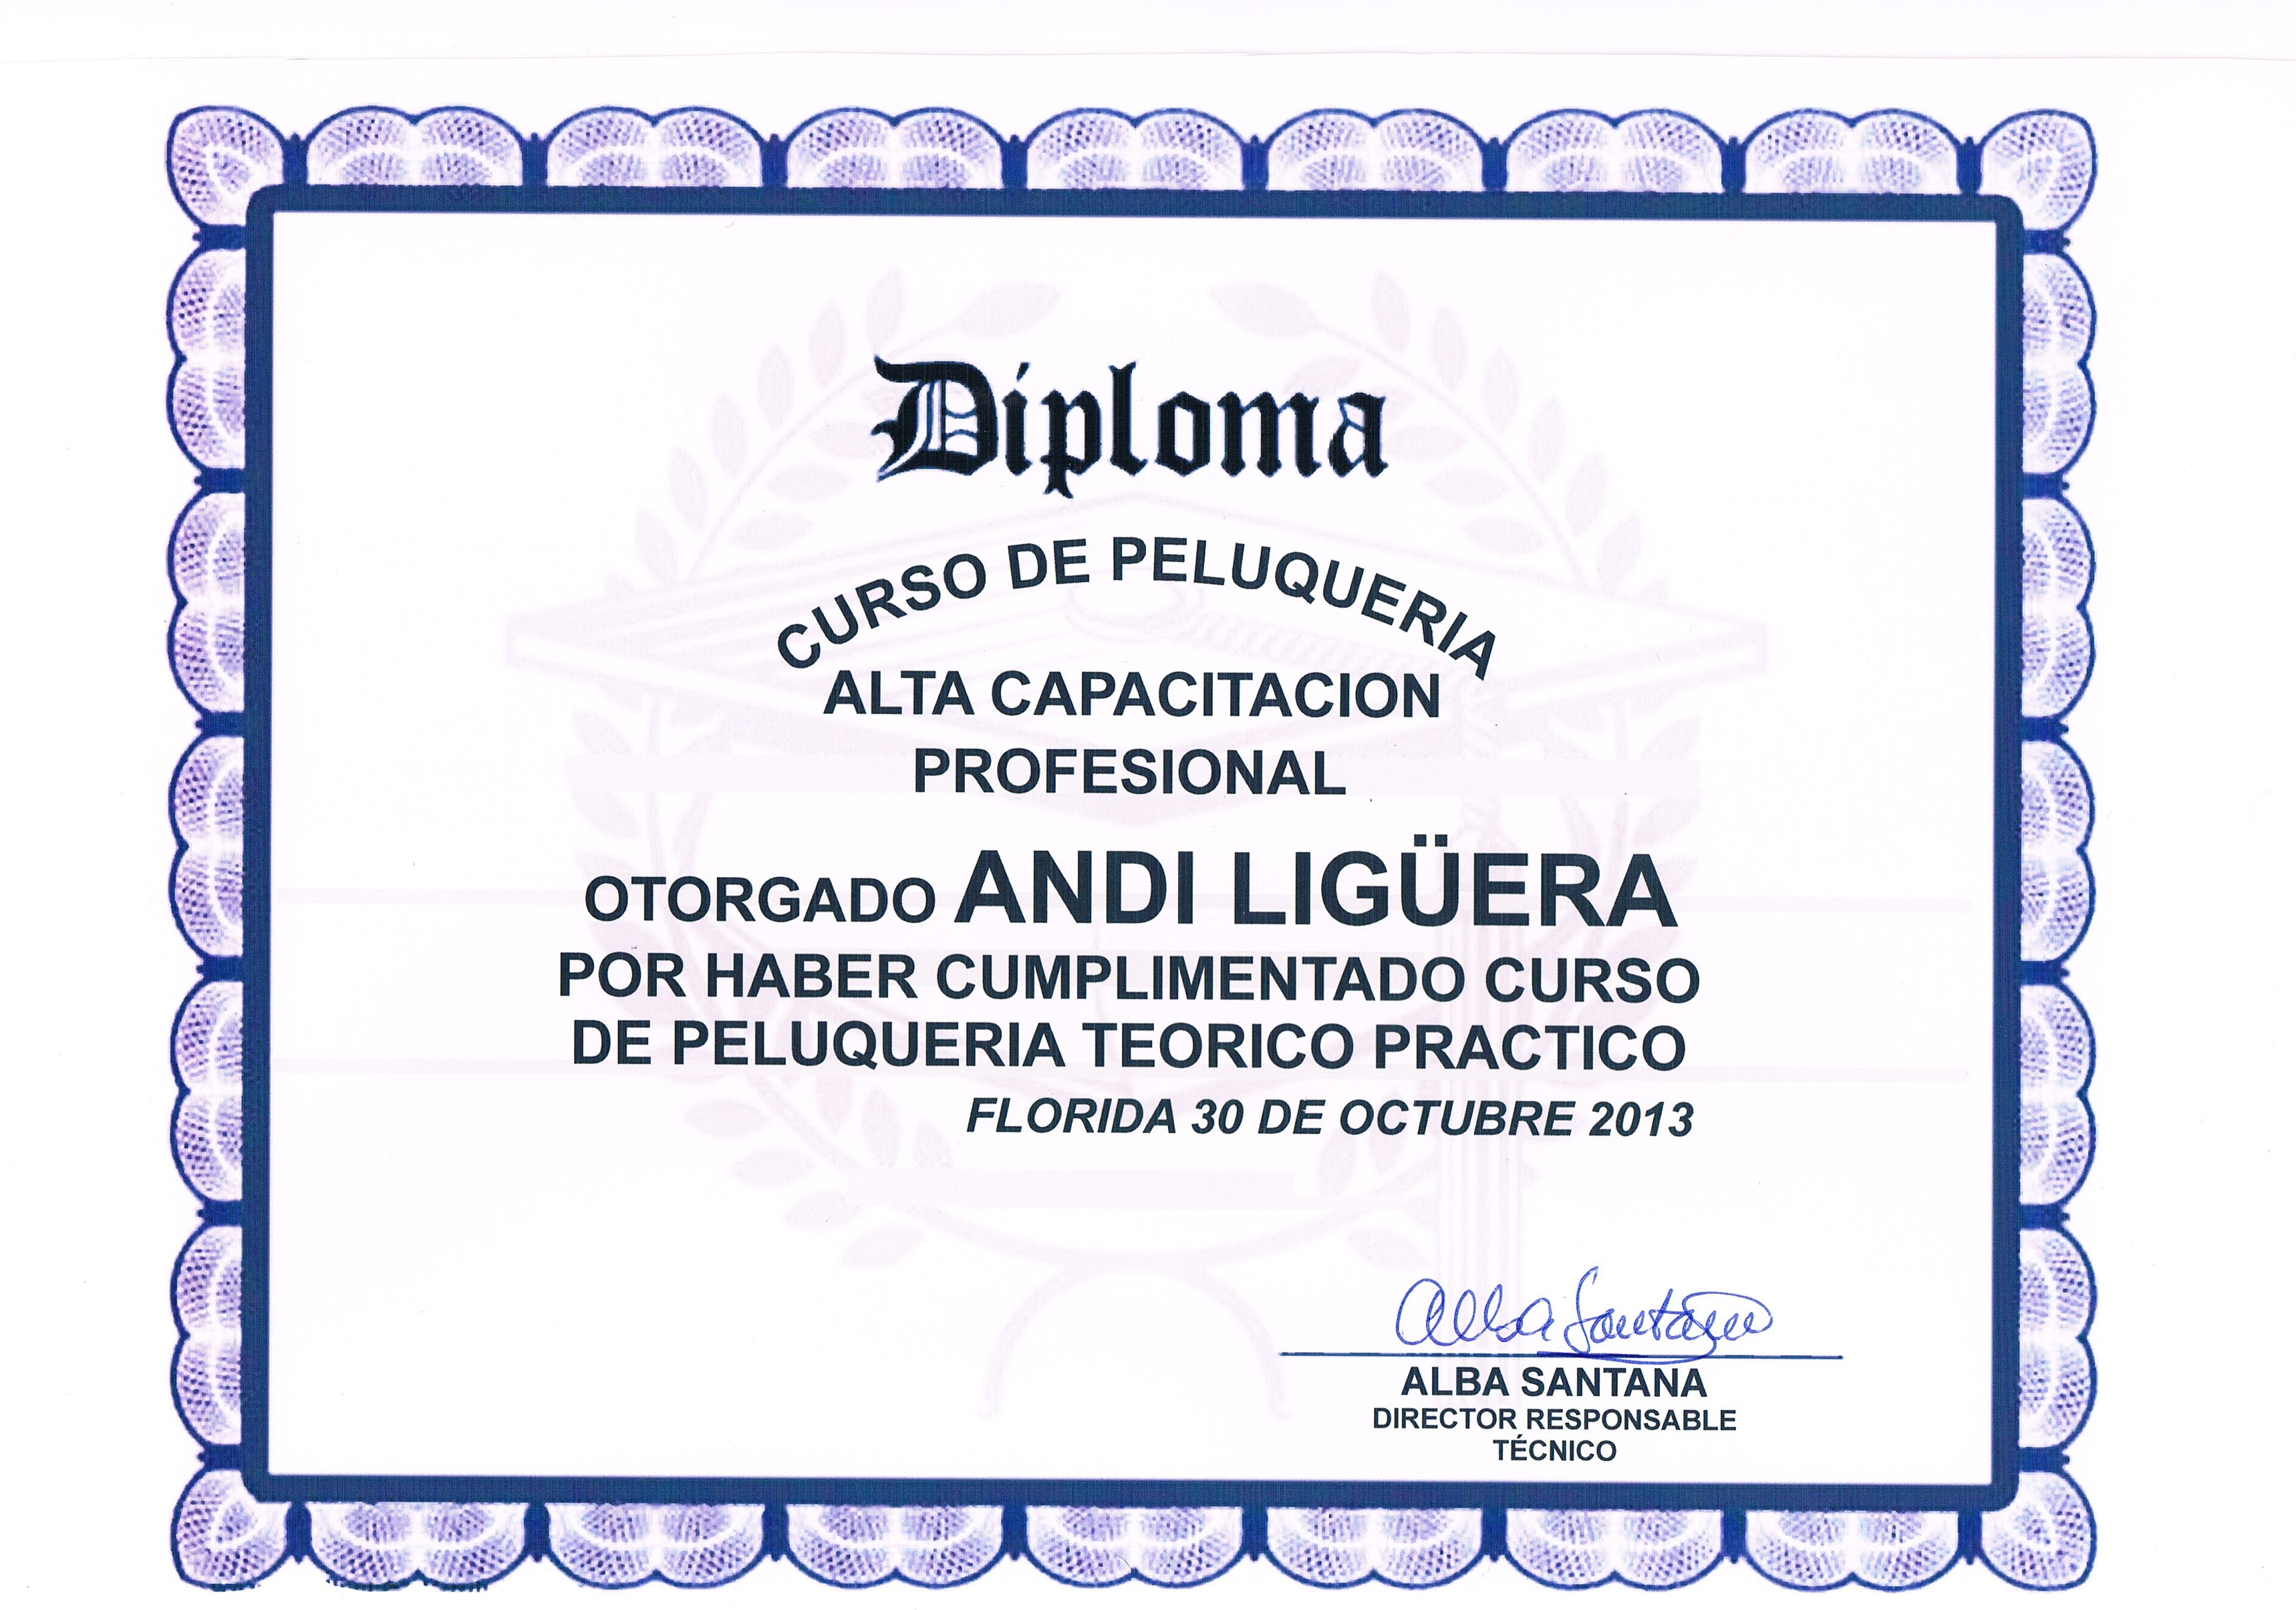 Diploma
CURSO DE PELUQUERIA
ALTA CAPACITACION
PROFESIONAL
OTORGADO ANDI LIGÜERA
POR HABER CUMPLIMENTADO CURSO
DE PELUQUERIA TEORICO PRACTICO
FLORIDA 30 DE OCTUBRE 2013
Alba Santana
ALBA SANTANA
DIRECTOR RESPONSABLE
TÉCNICO